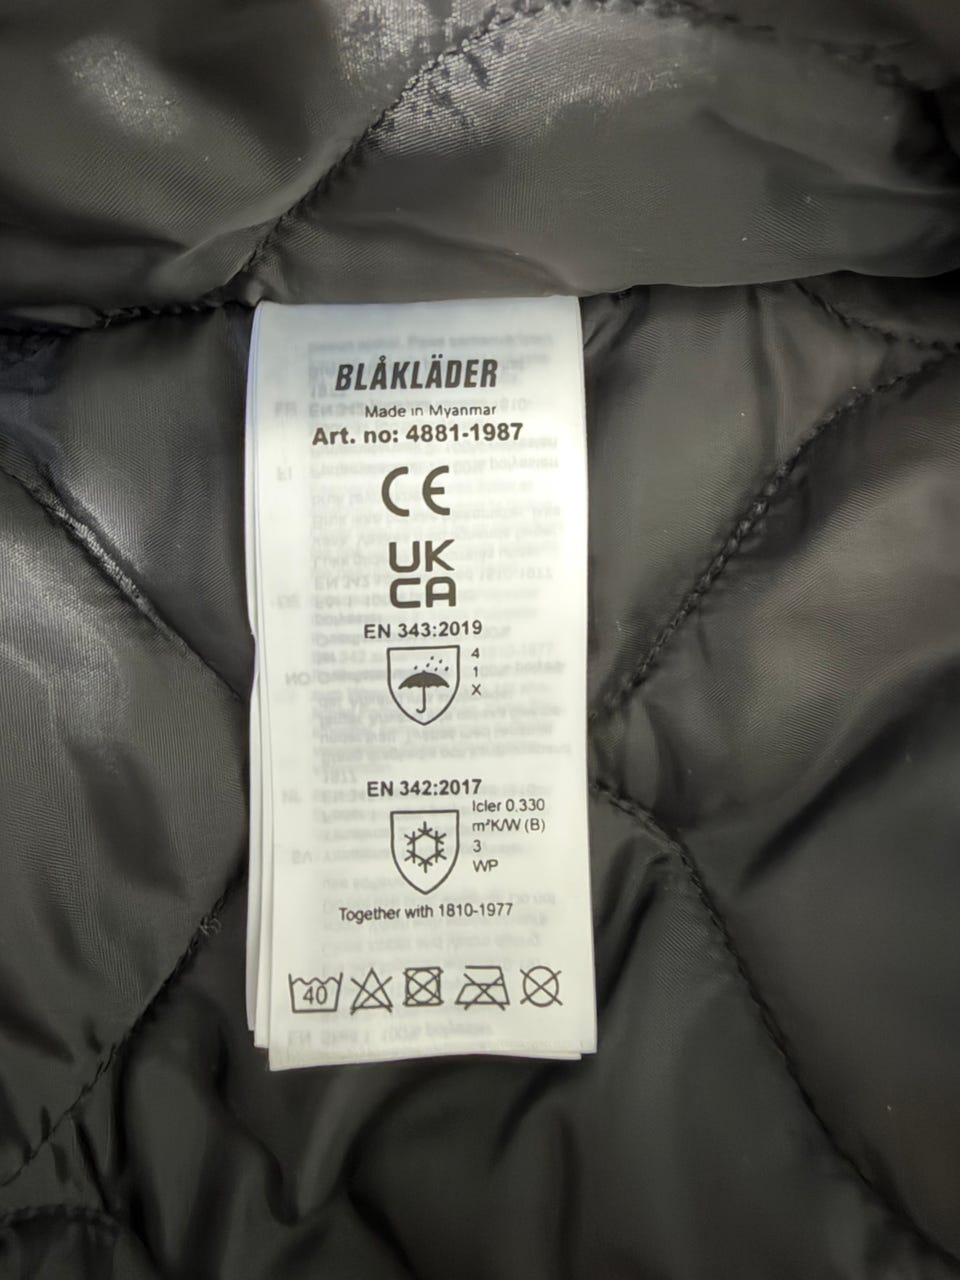 BLÅKLÄDER
Made in Myanmar
Art. no: 4881-1987
CE
UK
CA
EN 343:2019
4
1
X
EN 342:2017
Icler 0.330
m²K/W (B)
3
WP
Together with 1810-1977
40